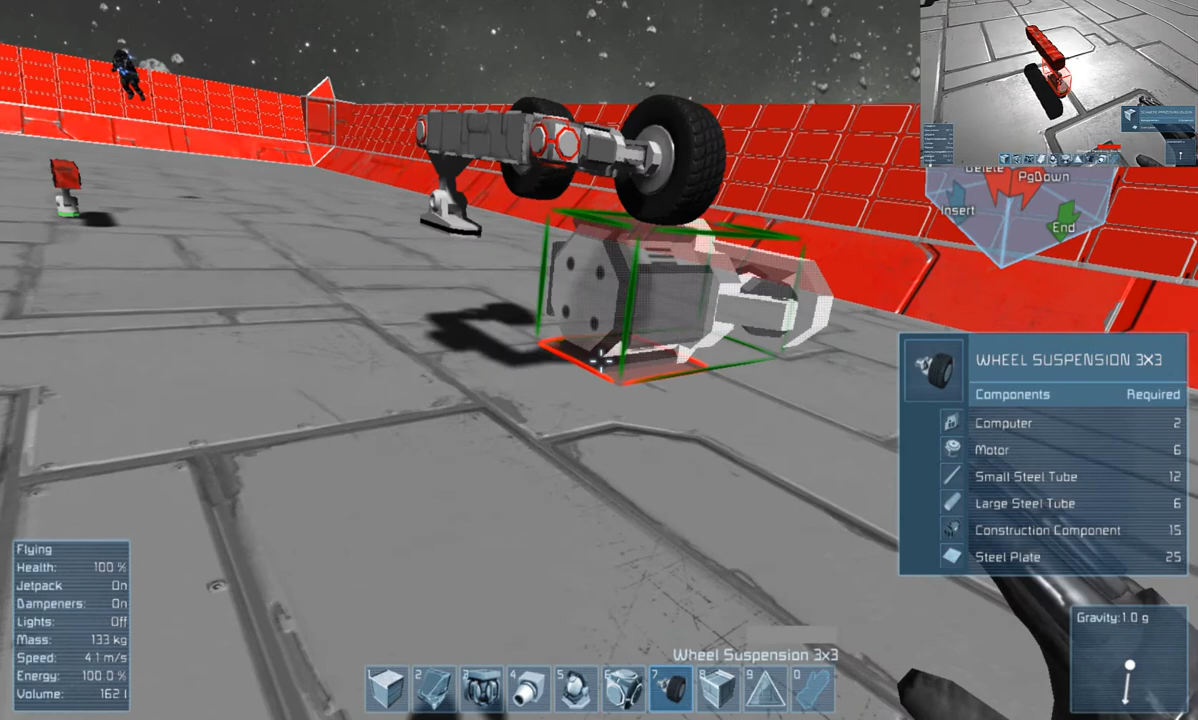 Delete
PgDown
Insert
End
WHEEL SUSPENSION 3X3
Components Required
Computer 2
Motor 6
Small Steel Tube 12
Large Steel Tube 6
Construction Component 15
Steel Plate 25
Flying
Health: 100 %
Jetpack On
Dampeners: On
Lights: Off
Mass: 133 kg
Speed: 4.1 m/s
Energy: 100.0 %
Volume: 162 l
Gravity:1.0 g
Wheel Suspension 3x3
1 2 3 4 5 6 7 8 9 0